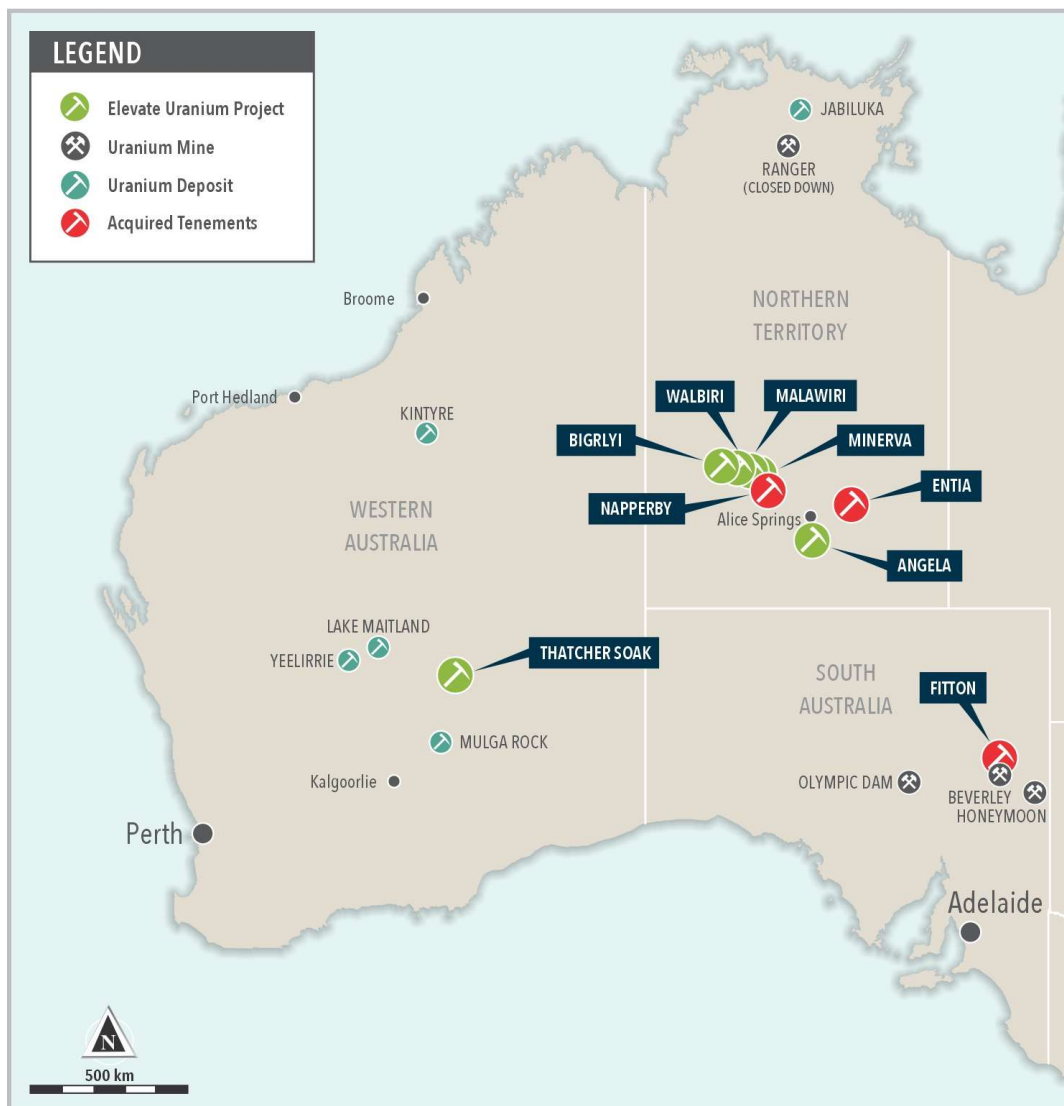 LEGEND
Elevate Uranium Project
Uranium Mine
Uranium Deposit
Acquired Tenements
JABILUKA
RANGER
(CLOSED DOWN)
Broome
NORTHERN
TERRITORY
Port Hedland
KINTYRE
WALBIRI
MALAWIRI
BIGRLYI
MINERVA
NAPPERBY
ENTIA
Alice Springs
WESTERN
AUSTRALIA
ANGELA
LAKE MAITLAND
YEELIRRIE
THATCHER SOAK
SOUTH
AUSTRALIA
FITTON
MULGA ROCK
Kalgoorlie
OLYMPIC DAM
BEVERLEY
HONEYMOON
Perth
Adelaide
N
500 km